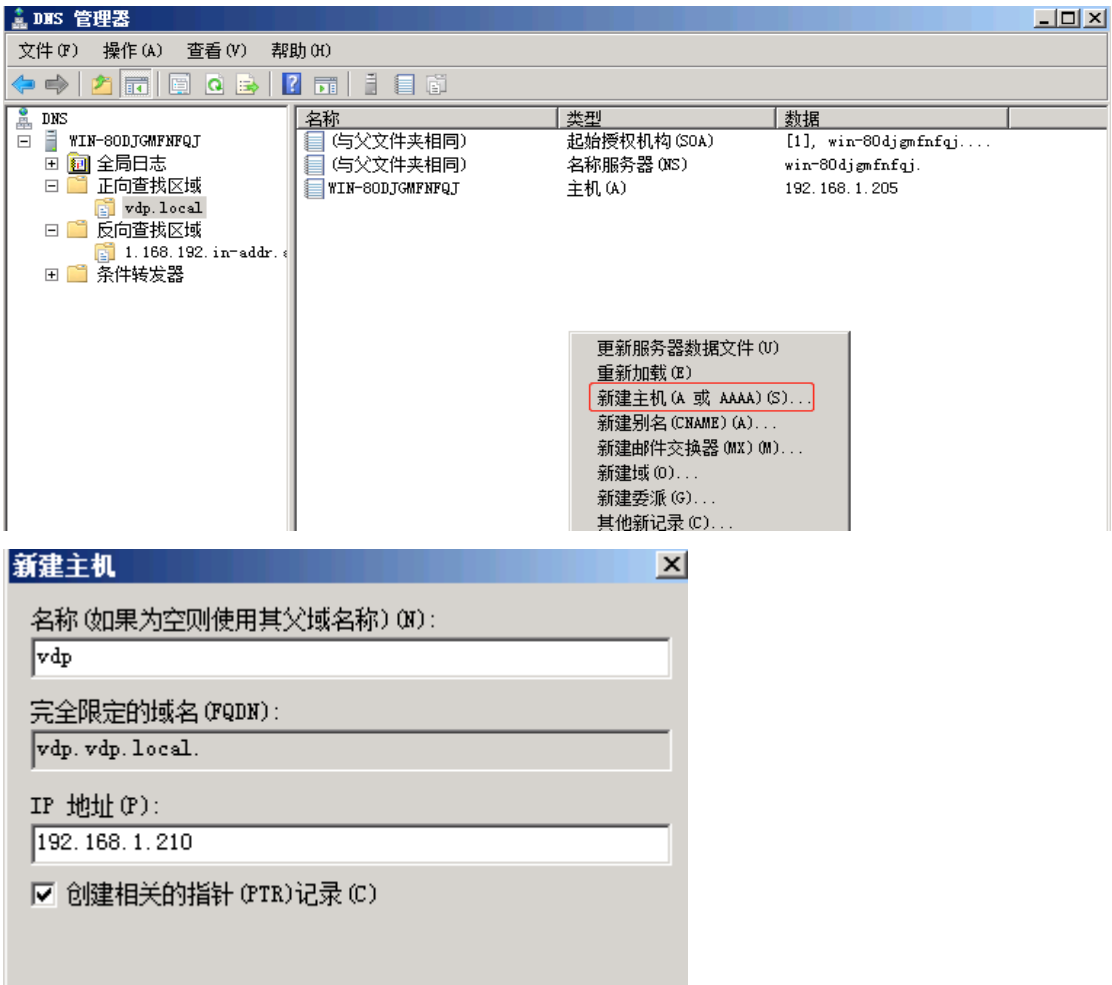 DNS 管理器
文件(F) 操作(A) 查看(V) 帮助(H)
DNS
WIN-80DJGMFNFQJ
全局日志
正向查找区域
vdp.local
反向查找区域
1.168.192.in-addr.
条件转发器
名称 类型 数据
(与父文件夹相同) 起始授权机构(SOA) [1], win-80djgmfnfqj....
(与父文件夹相同) 名称服务器(NS) win-80djgmfnfqj.
WIN-80DJGMFNFQJ 主机(A) 192.168.1.205
更新服务器数据文件(U)
重新加载(E)
新建主机(A 或 AAAA)(S)...
新建别名(CNAME)(A)...
新建邮件交换器(MX)(M)...
新建域(O)...
新建委派(G)...
其他新记录(C)...
新建主机
名称(如果为空则使用其父域名称)(N):
vdp
完全限定的域名(FQDN):
vdp.vdp.local.
IP 地址(P):
192.168.1.210
创建相关的指针(PTR)记录(C)